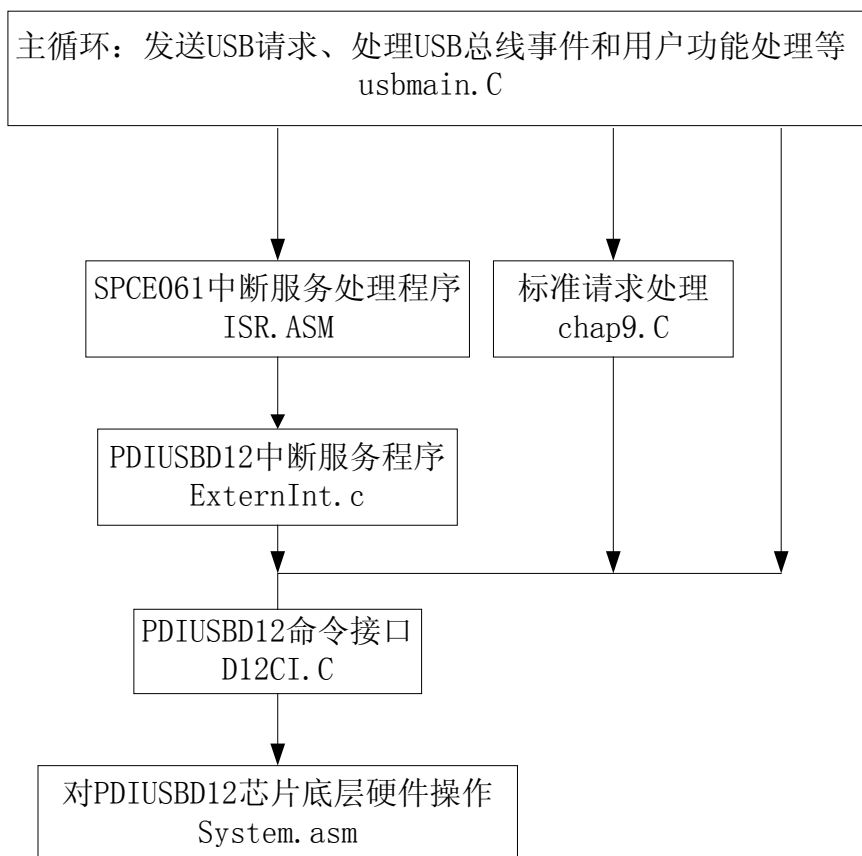 主循环：发送USB请求、处理USB总线事件和用户功能处理等
usbmain.C
SPCE061中断服务处理程序
ISR.ASM
标准请求处理
chap9.C
PDIUSBD12中断服务程序
ExternInt.c
PDIUSBD12命令接口
D12CI.C
对PDIUSBD12芯片底层硬件操作
System.asm